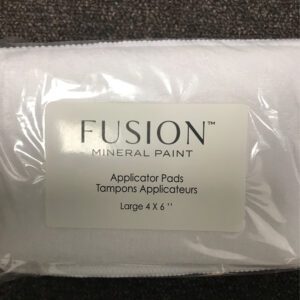 FUSION™
MINERAL PAINT
Applicator Pads
Tampons Applicateurs
Large 4 X 6 ''